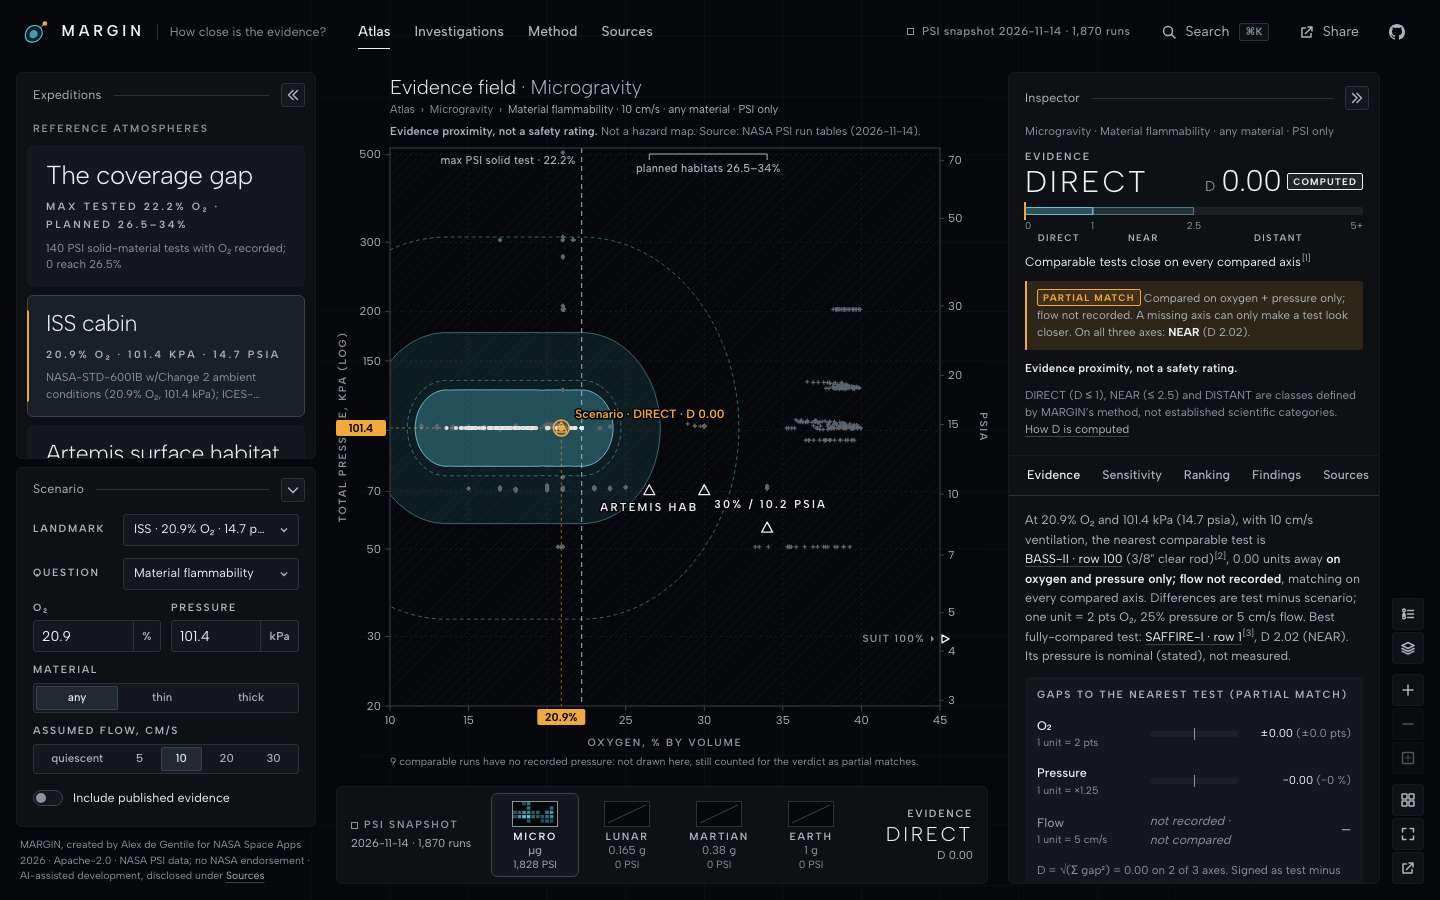 MARGIN
How close is the evidence?
Atlas
Investigations
Method
Sources
PSI snapshot 2026-11-14 · 1,870 runs
Search ⌘K
Share
Expeditions
REFERENCE ATMOSPHERES
The coverage gap
MAX TESTED 22.2% O₂ ·
PLANNED 26.5–34%
140 PSI solid-material tests with O₂ recorded;
0 reach 26.5%
ISS cabin
20.9% O₂ · 101.4 KPA · 14.7 PSIA
NASA-STD-6001B w/Change 2 ambient
conditions (20.9% O₂, 101.4 kPa); ICES-…
Artemis surface habitat
Scenario
LANDMARK
ISS · 20.9% O₂ · 14.7 p...
QUESTION
Material flammability
O₂
PRESSURE
20.9 %
101.4 kPa
MATERIAL
any
thin
thick
ASSUMED FLOW, CM/S
quiescent
5
10
20
30
Include published evidence
MARGIN, created by Alex de Gentile for NASA Space Apps
2026 · Apache-2.0 · NASA PSI data; no NASA endorsement ·
AI-assisted development, disclosed under Sources
Evidence field · Microgravity
Atlas › Microgravity › Material flammability · 10 cm/s · any material · PSI only
Evidence proximity, not a safety rating. Not a hazard map. Source: NASA PSI run tables (2026-11-14).
max PSI solid test · 22.2%
planned habitats 26.5–34%
500
300
200
150
101.4
70
50
30
20
TOTAL PRESSURE, KPA (LOG)
70
50
30
20
15
10
7
5
4
3
PSIA
Scenario · DIRECT · D 0.00
ARTEMIS HAB
30% / 10.2 PSIA
SUIT 100%
10
15
20.9%
25
30
35
40
45
OXYGEN, % BY VOLUME
9 comparable runs have no recorded pressure: not drawn here, still counted for the verdict as partial matches.
PSI SNAPSHOT
2026-11-14 · 1,870 runs
MICRO
µg
1,828 PSI
LUNAR
0.165 g
0 PSI
MARTIAN
0.38 g
0 PSI
EARTH
1 g
0 PSI
EVIDENCE
DIRECT
D 0.00
Inspector
Microgravity · Material flammability · any material · PSI only
EVIDENCE
DIRECT
D 0.00 COMPUTED
0 1 2.5 5+
DIRECT NEAR DISTANT
Comparable tests close on every compared axis[1]
PARTIAL MATCH Compared on oxygen + pressure only;
flow not recorded. A missing axis can only make a test look
closer. On all three axes: NEAR (D 2.02).
Evidence proximity, not a safety rating.
DIRECT (D ≤ 1), NEAR (≤ 2.5) and DISTANT are classes defined
by MARGIN's method, not established scientific categories.
How D is computed
Evidence
Sensitivity
Ranking
Findings
Sources
At 20.9% O₂ and 101.4 kPa (14.7 psia), with 10 cm/s
ventilation, the nearest comparable test is
BASS-II · row 100 (3/8" clear rod)[2], 0.00 units away on
oxygen and pressure only; flow not recorded, matching on
every compared axis. Differences are test minus scenario;
one unit = 2 pts O₂, 25% pressure or 5 cm/s flow. Best
fully-compared test: SAFFIRE-I · row 1[3], D 2.02 (NEAR).
Its pressure is nominal (stated), not measured.
GAPS TO THE NEAREST TEST (PARTIAL MATCH)
O₂
1 unit = 2 pts
±0.00 (±0.0 pts)
Pressure
1 unit = ×1.25
−0.00 (−0 %)
Flow
1 unit = 5 cm/s
not recorded ·
not compared
–
D = √(Σ gap²) = 0.00 on 2 of 3 axes. Signed as test minus